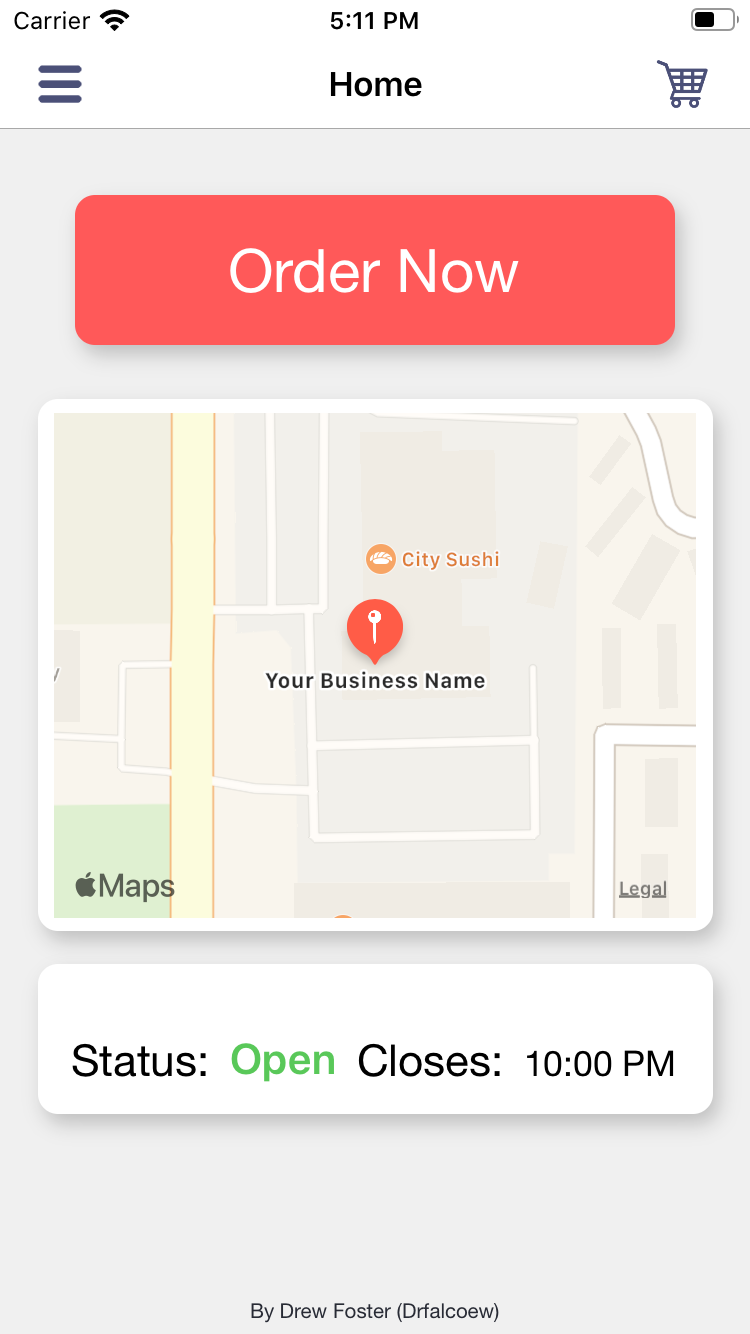 Carrier 5:11 PM
Home
Order Now
City Sushi
Your Business Name
Maps
Legal
Status: Open Closes: 10:00 PM
By Drew Foster (Drfalcoew)